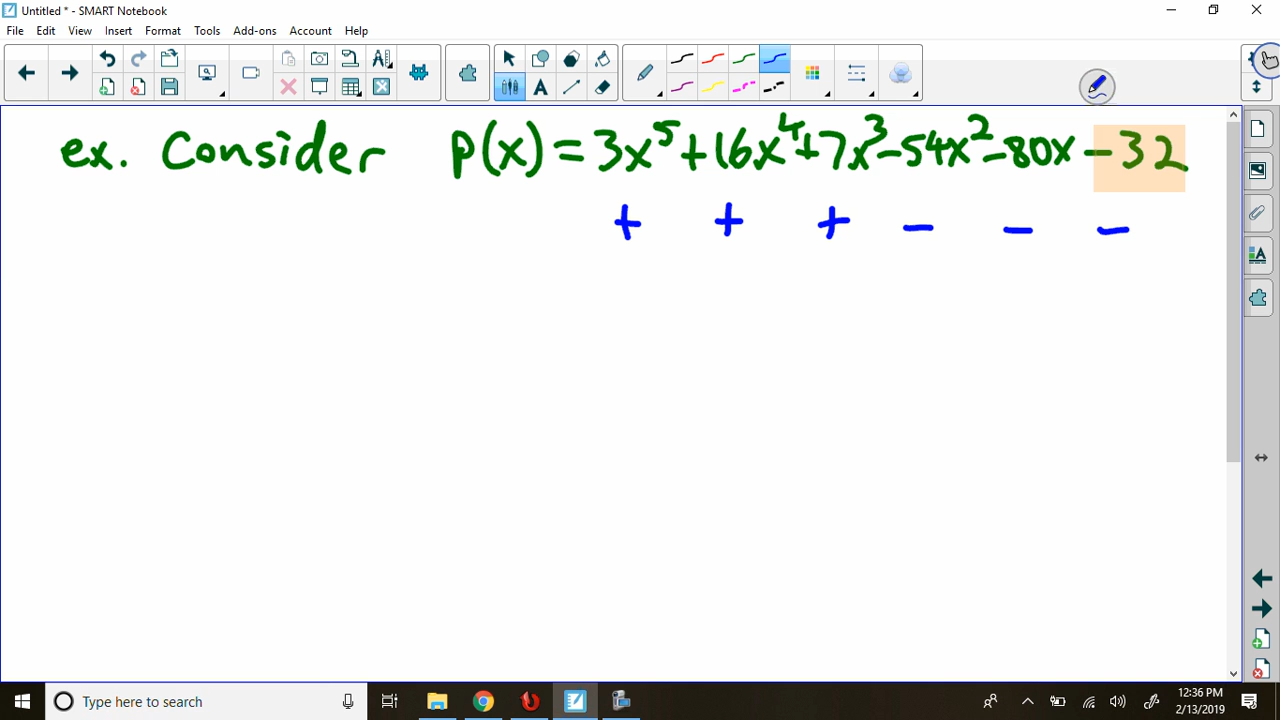 Untitled * - SMART Notebook
File Edit View Insert Format Tools Add-ons Account Help
ex. Consider p(x) = 3x⁵+16x⁴+7x³-54x²-80x-32
+ + + - - -
Type here to search
12:36 PM
2/13/2019